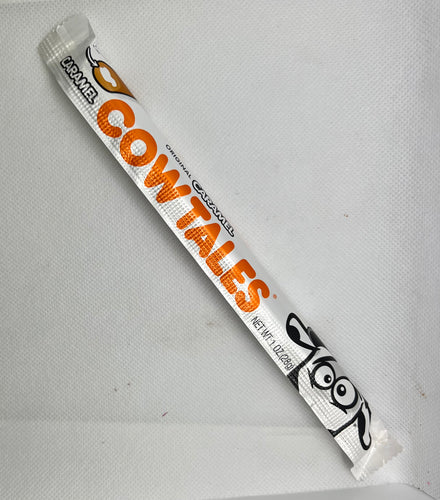 CARAMEL
ORIGINAL CARAMEL
COW TALES®
NET WT. 1 OZ (28g)